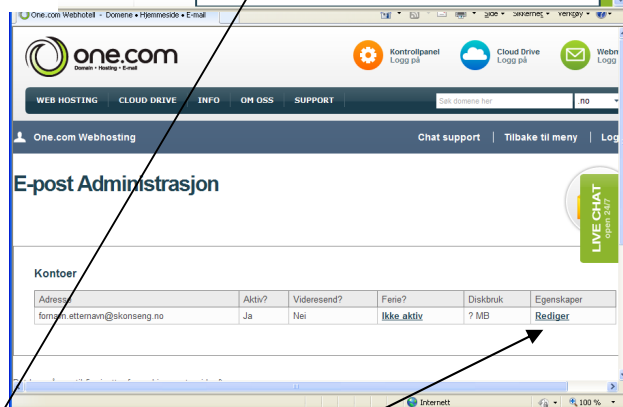 One.com Webhotell - Domene • Hjemmeside • E-mail
Side
Sikkerhet
Verktøy
one.com
Domain • Hosting • E-mail
Kontrollpanel
Logg på
Cloud Drive
Logg på
Webm
Logg
WEB HOSTING CLOUD DRIVE INFO OM OSS SUPPORT
Søk domene her .no
One.com Webhosting Chat support | Tilbake til meny | Log
E-post Administrasjon
LIVE CHAT
open 24/7
Kontoer
Adresse Aktiv? Videresend? Ferie? Diskbruk Egenskaper
fornavn.etternavn@skonseng.no Ja Nei Ikke aktiv ? MB Rediger
Internett 100 %